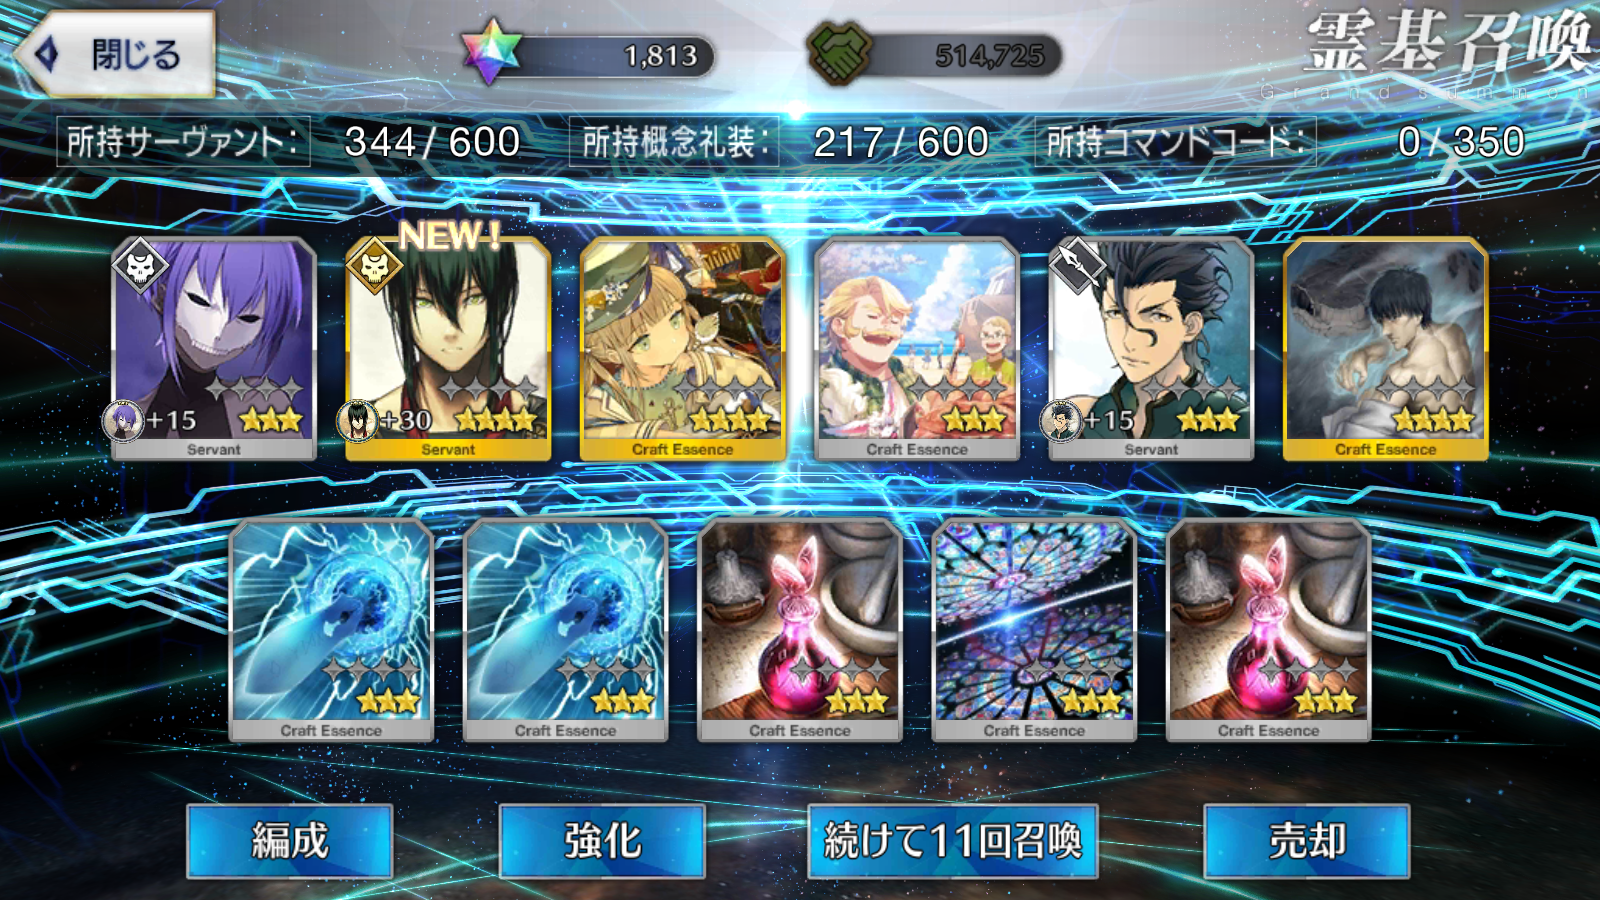 閉じる
1,813
514,725
霊基召喚
Grand summon
所持サーヴァント: 344/600
所持概念礼装: 217/600
所持コマンドコード: 0/350
NEW!
+15
+30
+15
Servant
Servant
Craft Essence
Craft Essence
Servant
Craft Essence
Craft Essence
Craft Essence
Craft Essence
Craft Essence
Craft Essence
編成
強化
続けて11回召喚
売却